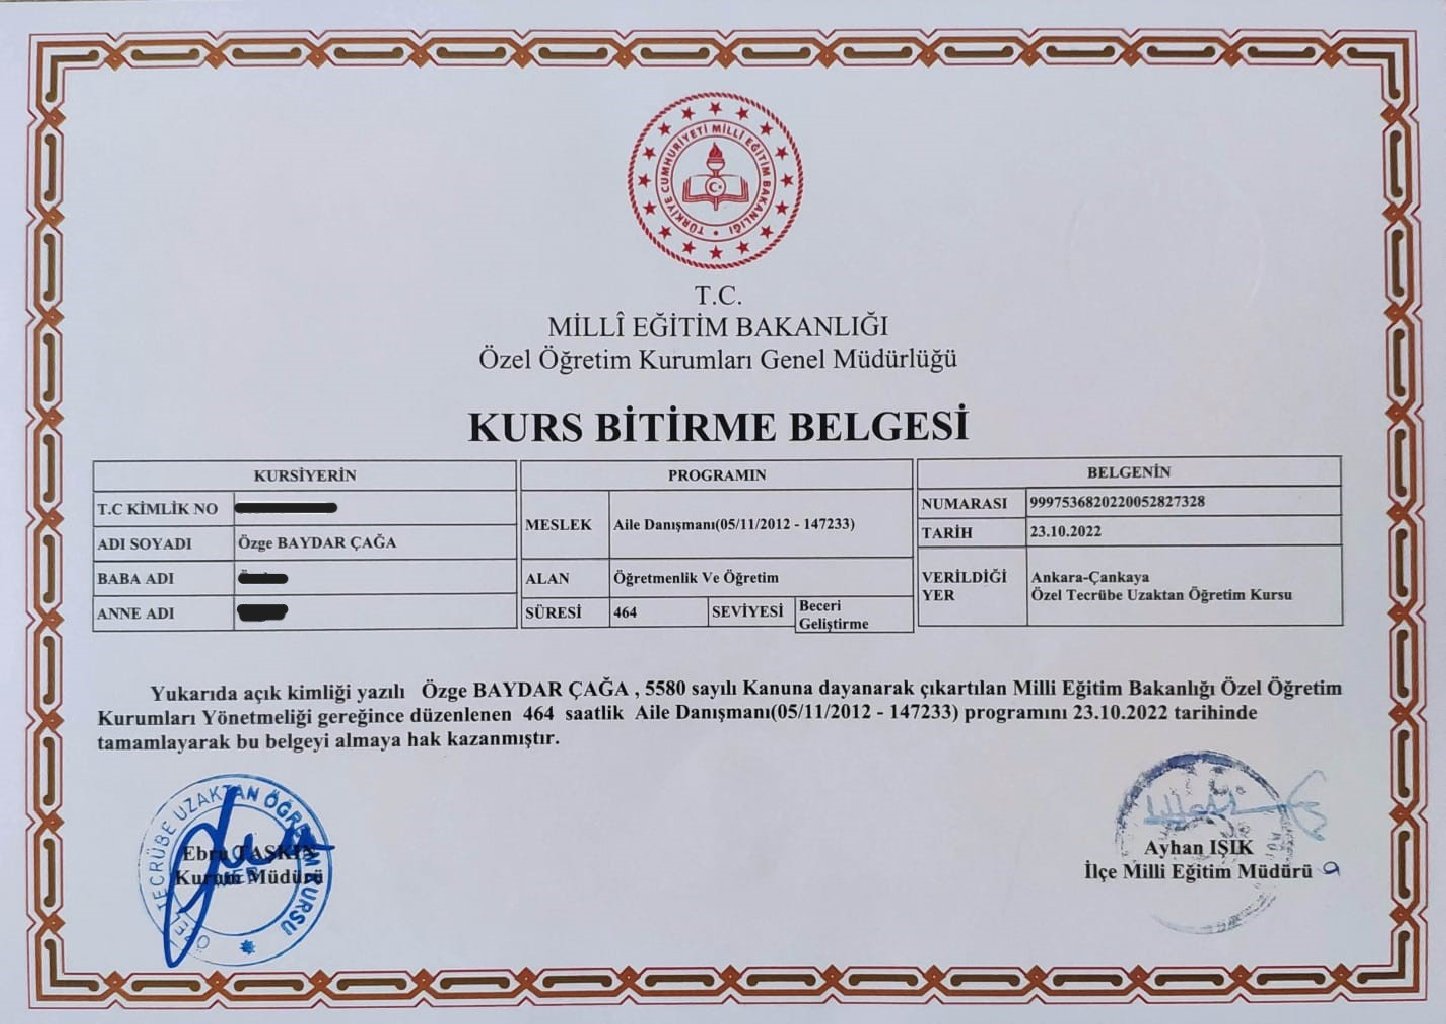 TÜRKİYE CUMHURİYETİ MİLLİ EĞİTİM BAKANLIĞI
T.C.
MİLLÎ EĞİTİM BAKANLIĞI
Özel Öğretim Kurumları Genel Müdürlüğü
KURS BİTİRME BELGESİ
KURSİYERİN
T.C KİMLİK NO
ADI SOYADI Özge BAYDAR ÇAĞA
BABA ADI
ANNE ADI
PROGRAMIN
MESLEK Aile Danışmanı(05/11/2012 - 147233)
ALAN Öğretmenlik Ve Öğretim
SÜRESİ 464 SEVİYESİ Beceri
Geliştirme
BELGENİN
NUMARASI 9997536820220052827328
TARİH 23.10.2022
VERİLDİĞİ Ankara-Çankaya
YER Özel Tecrübe Uzaktan Öğretim Kursu
Yukarıda açık kimliği yazılı Özge BAYDAR ÇAĞA , 5580 sayılı Kanuna dayanarak çıkartılan Milli Eğitim Bakanlığı Özel Öğretim
Kurumları Yönetmeliği gereğince düzenlenen 464 saatlik Aile Danışmanı(05/11/2012 - 147233) programını 23.10.2022 tarihinde
tamamlayarak bu belgeyi almaya hak kazanmıştır.
TECRÜBE UZAKTAN ÖĞRETİM KURSU
Ebru TAŞKIN
Kurum Müdürü
Ayhan IŞIK
İlçe Milli Eğitim Müdürü